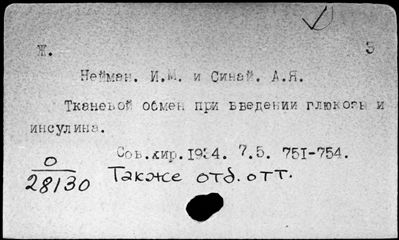 Ж. 5
Нейман. И.М. и Синай. А.Я.
Тканевой обмен при введении глюкозы и
инсулина.
Сов.хир.1934. 7.5. 751-754.
О
28130 Также отд. отт.